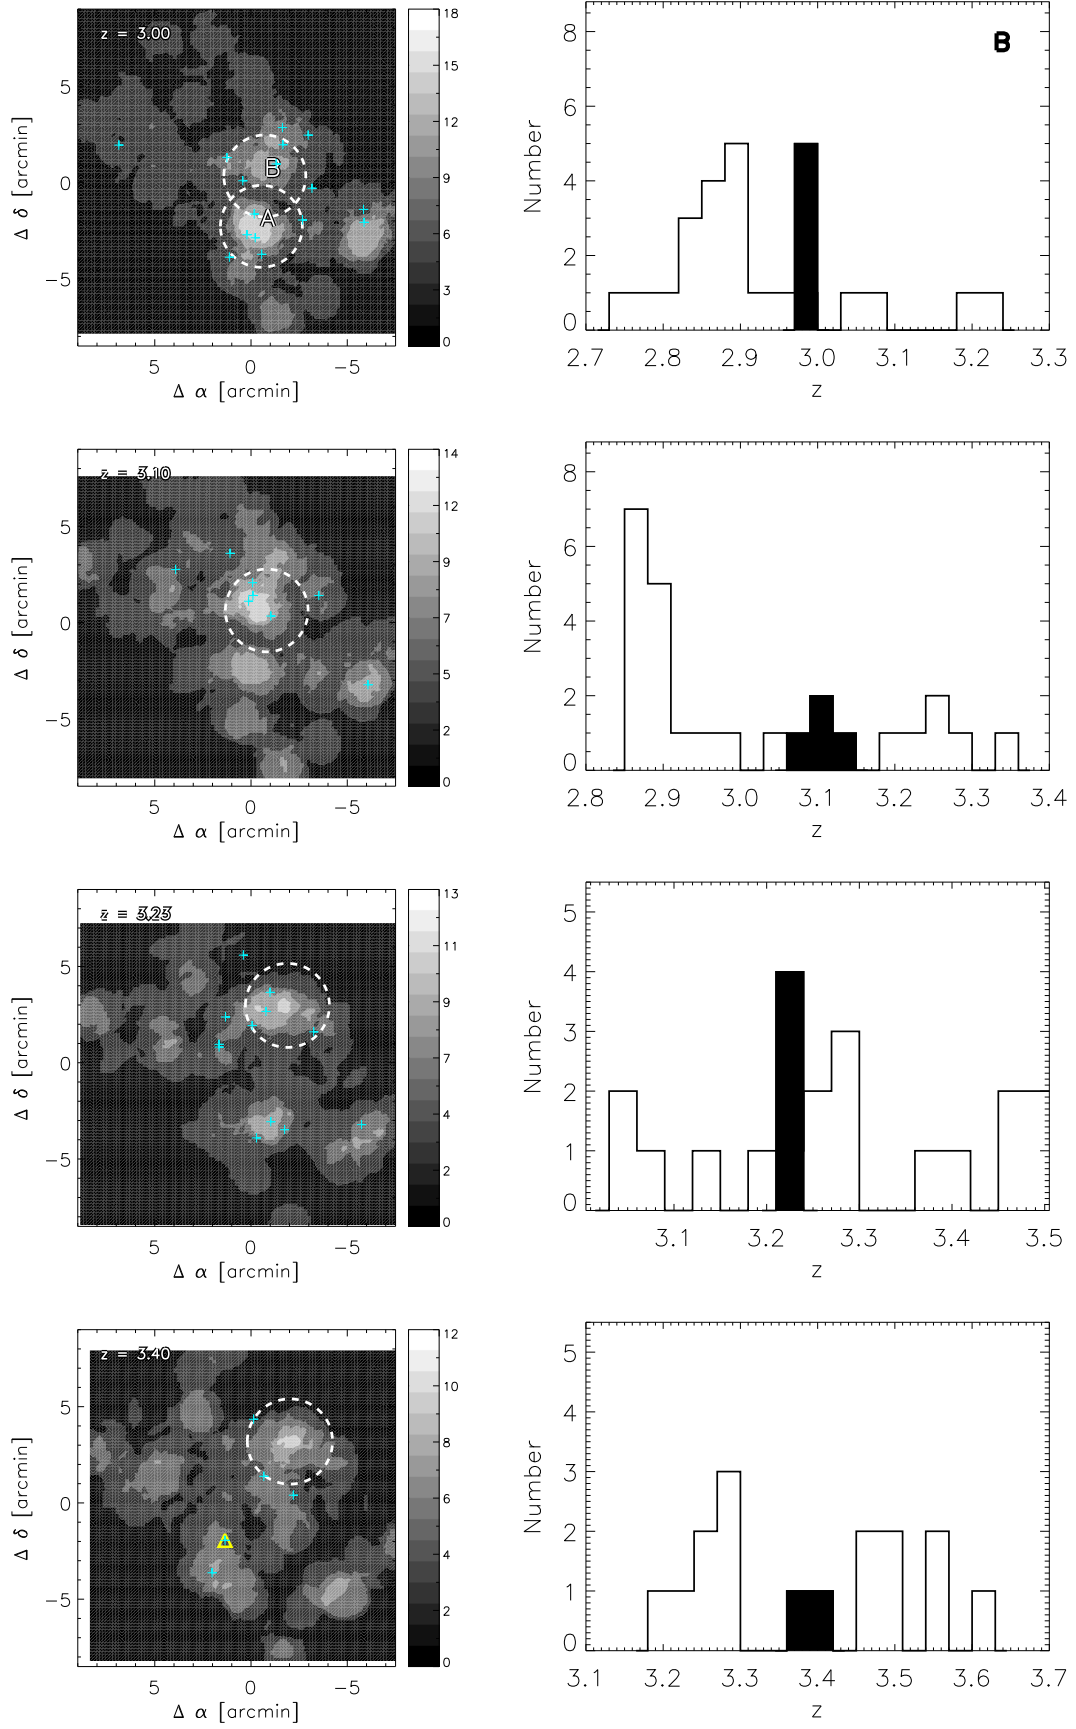 z = 3.00
B
A
18
15
12
9
6
3
0
5
0
−5
Δ δ [arcmin]
5 0 −5
Δ α [arcmin]
B
8
6
4
2
0
Number
2.7 2.8 2.9 3.0 3.1 3.2 3.3
z
z = 3.10
14
12
9
7
5
2
0
5
0
−5
Δ δ [arcmin]
5 0 −5
Δ α [arcmin]
8
6
4
2
0
Number
2.8 2.9 3.0 3.1 3.2 3.3 3.4
z
z = 3.23
13
11
9
7
4
2
0
5
0
−5
Δ δ [arcmin]
5 0 −5
Δ α [arcmin]
5
4
3
2
1
0
Number
3.1 3.2 3.3 3.4 3.5
z
z = 3.40
12
10
8
6
4
2
0
5
0
−5
Δ δ [arcmin]
5 0 −5
Δ α [arcmin]
5
4
3
2
1
0
Number
3.1 3.2 3.3 3.4 3.5 3.6 3.7
z